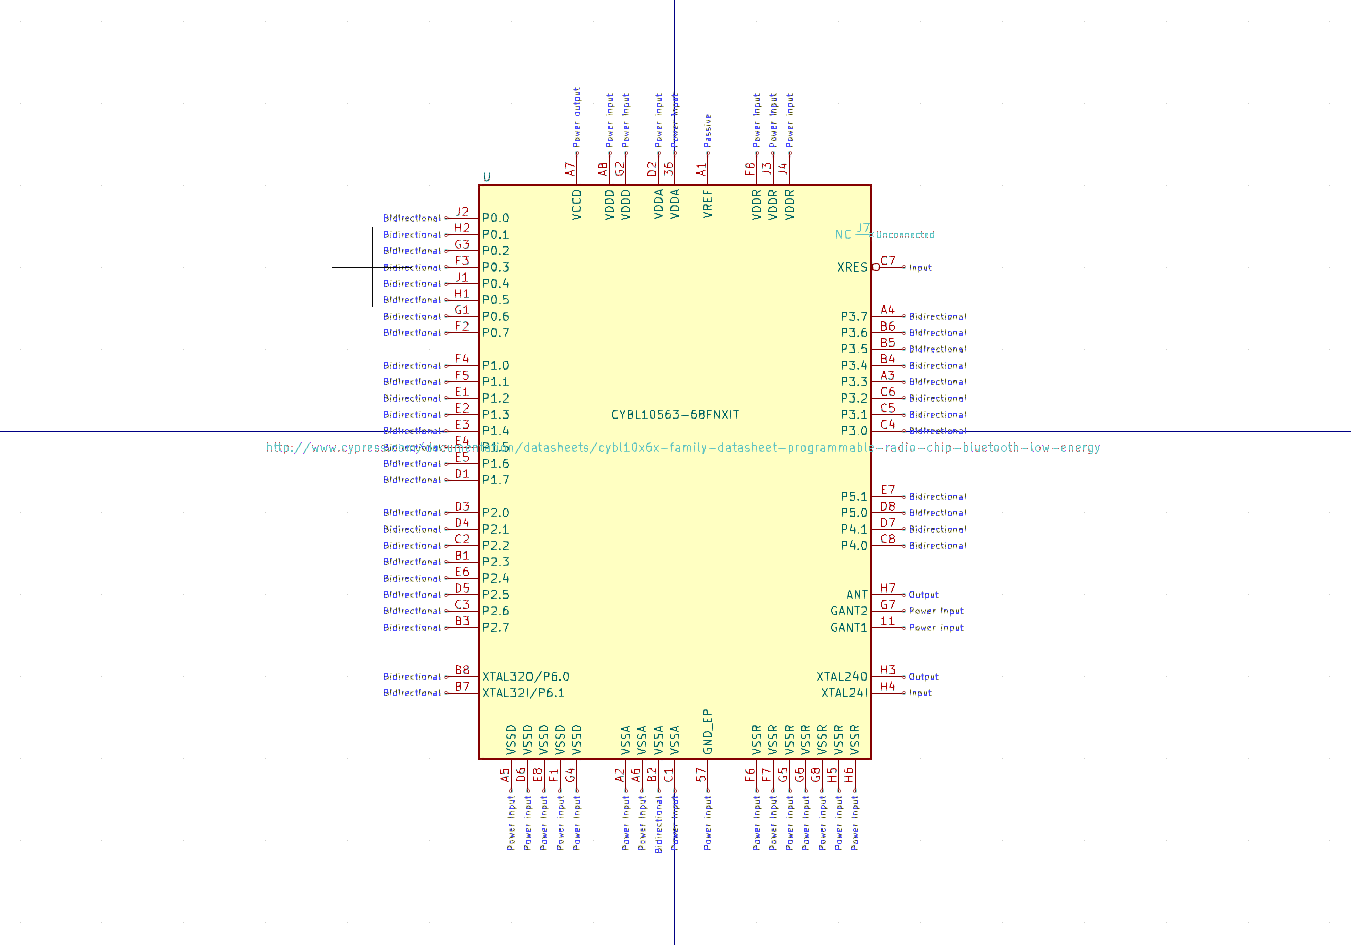 Power output
Power Input
Power Input
Power Input
Power Input
Passive
Power Input
Power Input
Power Input
A7
A8
G2
D2
36
A1
F8
J3
J4
U
VCCD
VDDD
VDDD
VDDA
VDDA
VREF
VDDR
VDDR
VDDR
Bidirectional J2 P0.0
Bidirectional H2 P0.1
Bidirectional G3 P0.2
Bidirectional F3 P0.3
Bidirectional J1 P0.4
Bidirectional H1 P0.5
Bidirectional G1 P0.6
Bidirectional F2 P0.7
Bidirectional F4 P1.0
Bidirectional F5 P1.1
Bidirectional E1 P1.2
Bidirectional E2 P1.3
Bidirectional E3 P1.4
Bidirectional E4 P1.5
Bidirectional E5 P1.6
Bidirectional D1 P1.7
Bidirectional D3 P2.0
Bidirectional D4 P2.1
Bidirectional C2 P2.2
Bidirectional B1 P2.3
Bidirectional E6 P2.4
Bidirectional D5 P2.5
Bidirectional C3 P2.6
Bidirectional B3 P2.7
Bidirectional B8 XTAL32O/P6.0
Bidirectional B7 XTAL32I/P6.1
CYBL10563-68FNXIT
http://www.cypress.com/documentation/datasheets/cybl10x6x-family-datasheet-programmable-radio-chip-bluetooth-low-energy
NC J7 Unconnected
XRES C7 Input
P3.7 A4 Bidirectional
P3.6 B6 Bidirectional
P3.5 B5 Bidirectional
P3.4 B4 Bidirectional
P3.3 A3 Bidirectional
P3.2 C6 Bidirectional
P3.1 C5 Bidirectional
P3.0 C4 Bidirectional
P5.1 E7 Bidirectional
P5.0 D8 Bidirectional
P4.1 D7 Bidirectional
P4.0 C8 Bidirectional
ANT H7 Output
GANT2 G7 Power Input
GANT1 11 Power Input
XTAL24O H3 Output
XTAL24I H4 Input
VSSD
VSSD
VSSD
VSSD
VSSD
VSSA
VSSA
VSSA
VSSA
GND_EP
VSSR
VSSR
VSSR
VSSR
VSSR
VSSR
VSSR
A5
D6
E8
F1
G4
A2
A6
B2
C1
57
F6
F7
G5
G6
G8
H5
H6
Power Input
Power Input
Power Input
Power Input
Power Input
Power Input
Power Input
Bidirectional
Power Input
Power Input
Power Input
Power Input
Power Input
Power Input
Power Input
Power Input
Power Input